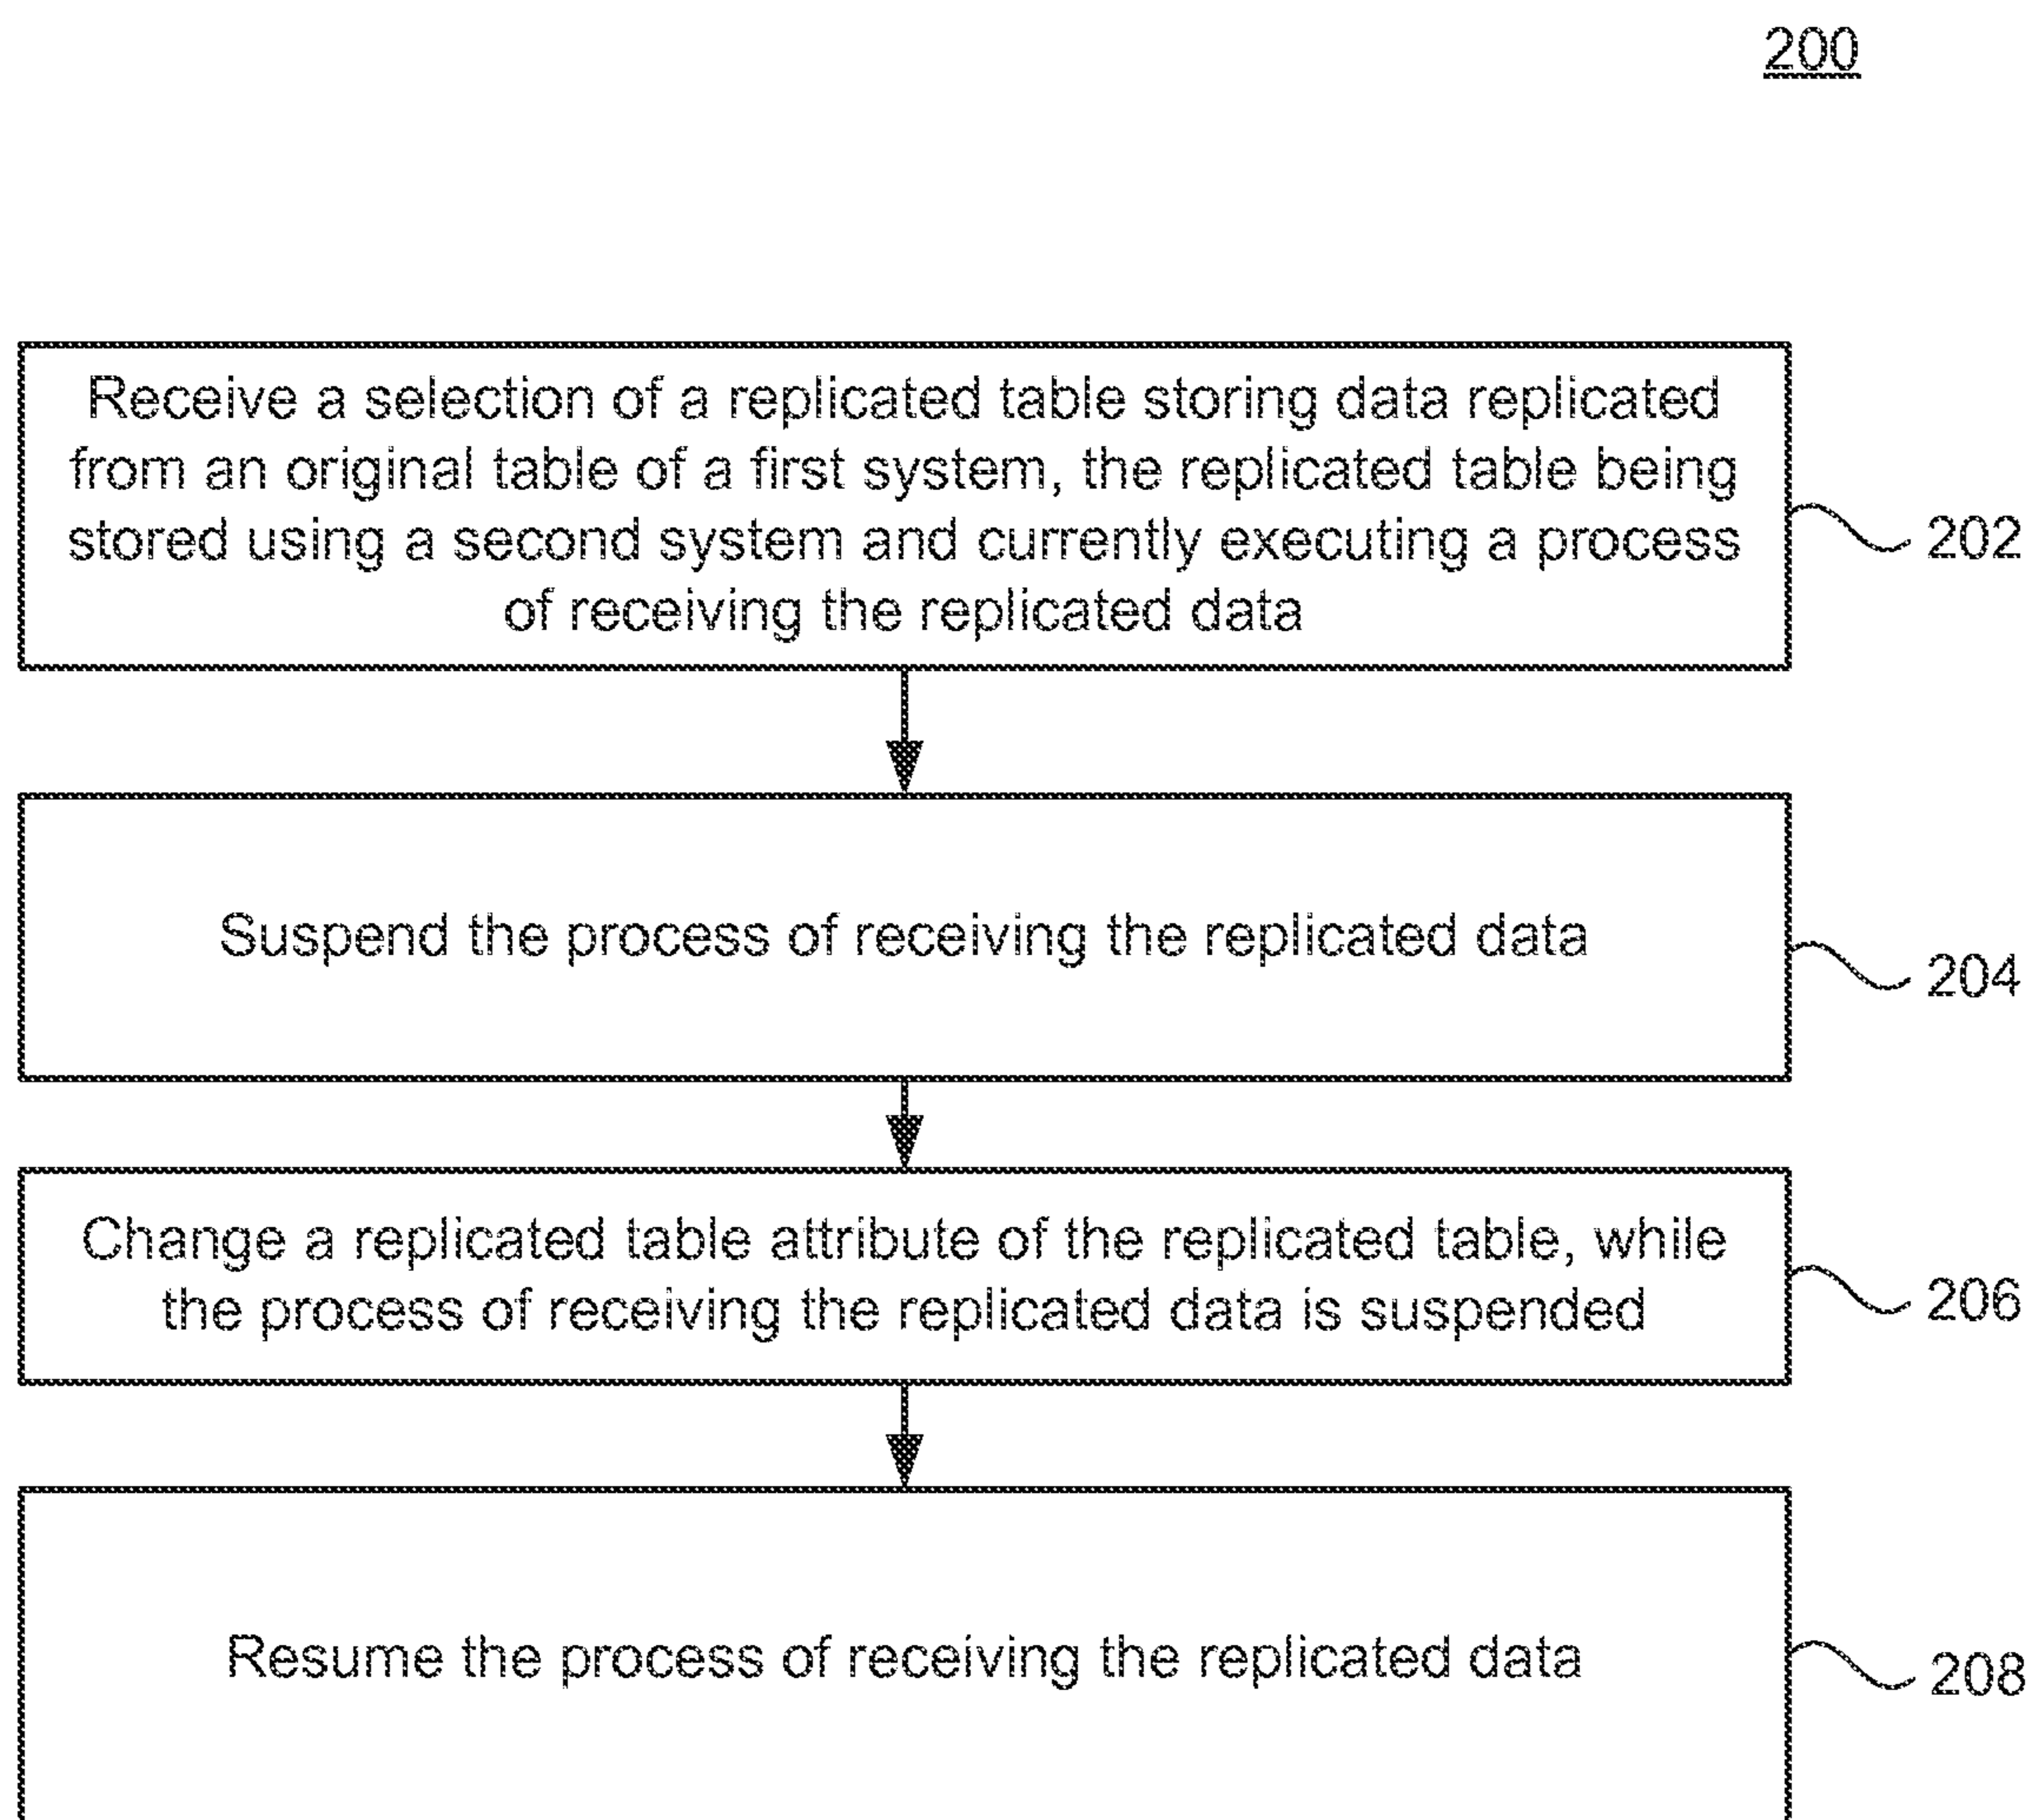 200
Receive a selection of a replicated table storing data replicated
from an original table of a first system, the replicated table being
stored using a second system and currently executing a process
of receiving the replicated data
202
Suspend the process of receiving the replicated data
204
Change a replicated table attribute of the replicated table, while
the process of receiving the replicated data is suspended
206
Resume the process of receiving the replicated data
208